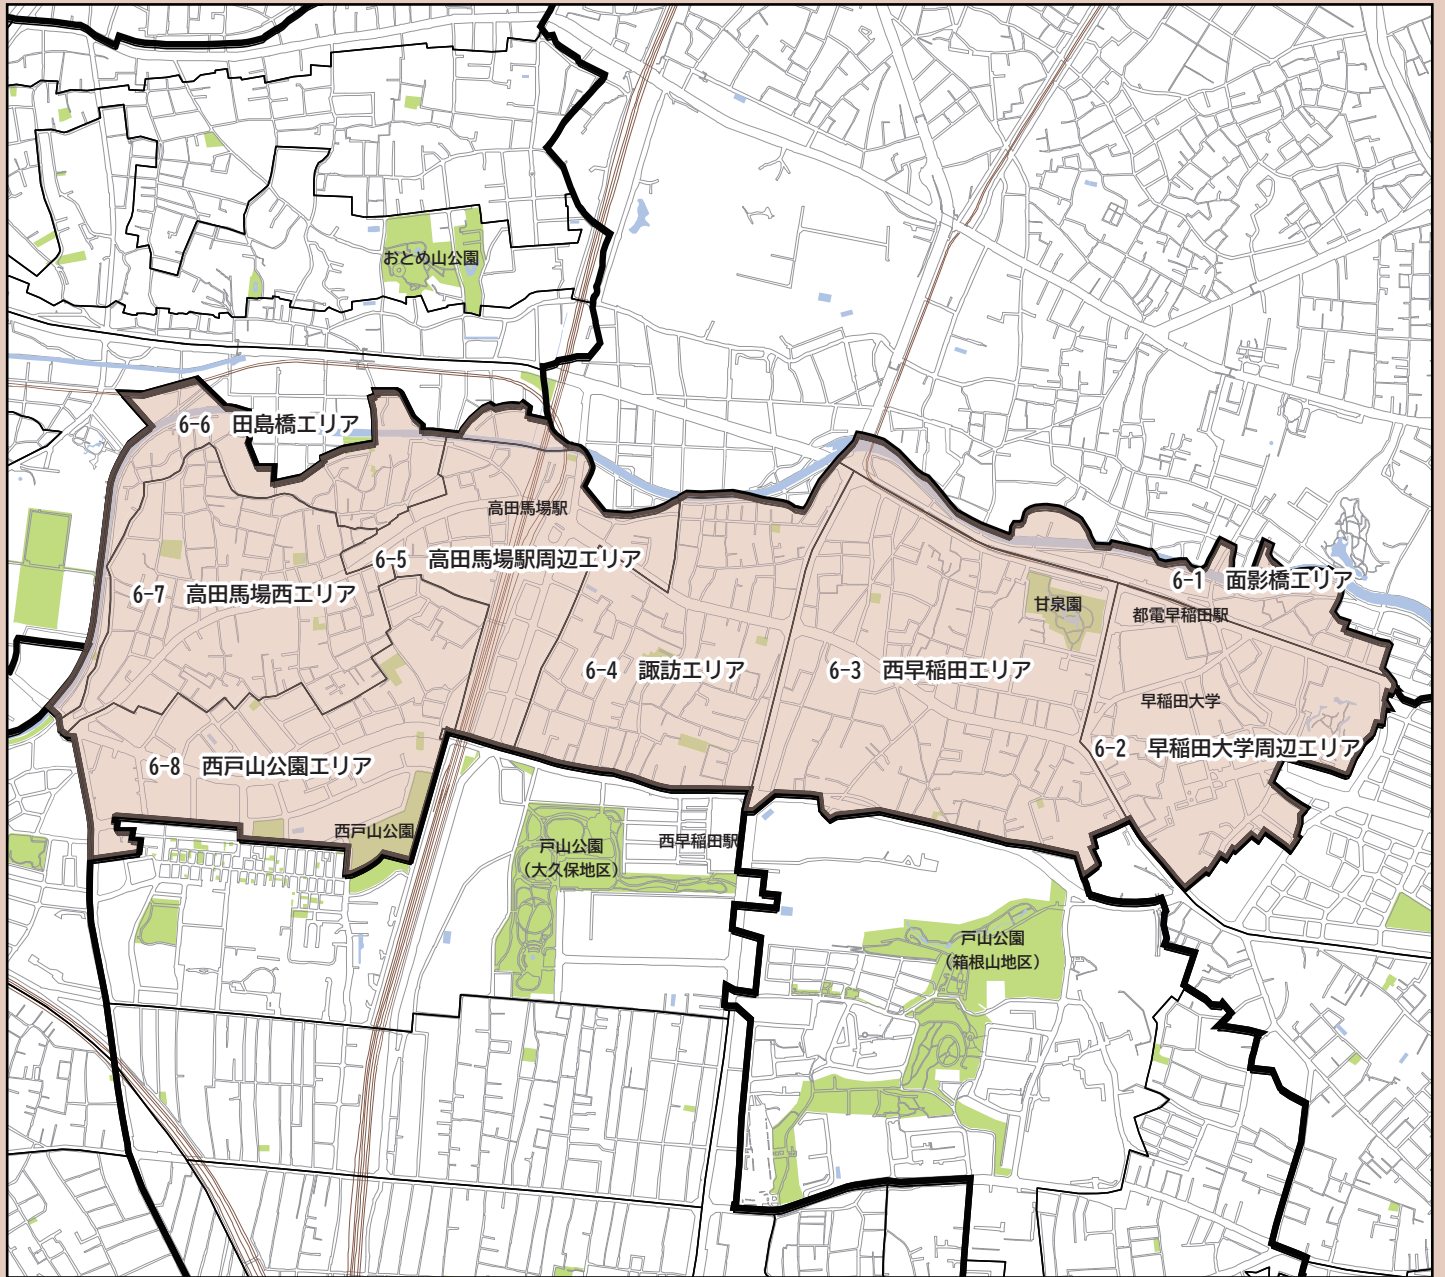 おとめ山公園
6-6 田島橋エリア
高田馬場駅
6-5 高田馬場駅周辺エリア
6-1 面影橋エリア
6-7 高田馬場西エリア
甘泉園
都電早稲田駅
6-4 諏訪エリア
6-3 西早稲田エリア
早稲田大学
6-2 早稲田大学周辺エリア
6-8 西戸山公園エリア
西戸山公園
戸山公園
(大久保地区)
西早稲田駅
戸山公園
(箱根山地区)